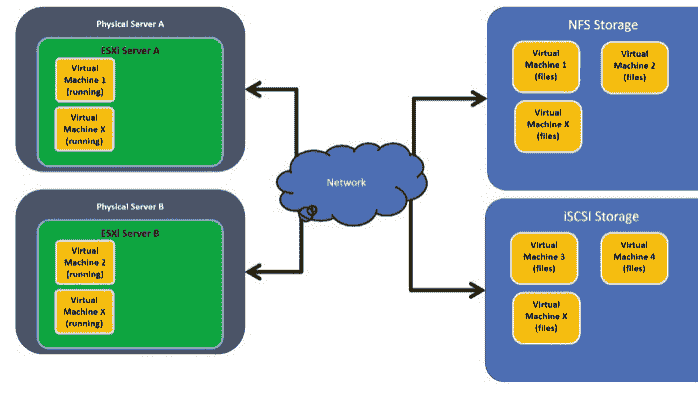 Physical Server A
ESXi Server A
Virtual
Machine 1
(running)
Virtual
Machine X
(running)
Physical Server B
ESXi Server B
Virtual
Machine 2
(running)
Virtual
Machine X
(running)
Network
NFS Storage
Virtual
Machine 1
(files)
Virtual
Machine 2
(files)
Virtual
Machine X
(files)
iSCSI Storage
Virtual
Machine 3
(files)
Virtual
Machine 4
(files)
Virtual
Machine X
(files)